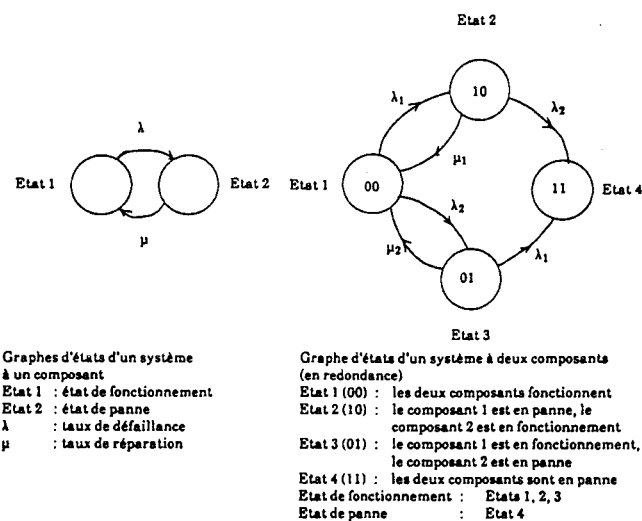 Etat 2
λ1
10
λ2
λ
μ1
Etat 1
Etat 2
Etat 1
00
11
Etat 4
μ
λ2
μ2
01
λ1
Etat 3
Graphes d'états d'un système
à un composant
Etat 1 : état de fonctionnement
Etat 2 : état de panne
λ : taux de défaillance
μ : taux de réparation
Graphe d'états d'un système à deux composants
(en redondance)
Etat 1 (00) : les deux composants fonctionnent
Etat 2 (10) : le composant 1 est en panne, le
composant 2 est en fonctionnement
Etat 3 (01) : le composant 1 est en fonctionnement,
le composant 2 est en panne
Etat 4 (11) : les deux composants sont en panne
Etat de fonctionnement : Etats 1, 2, 3
Etat de panne : Etat 4